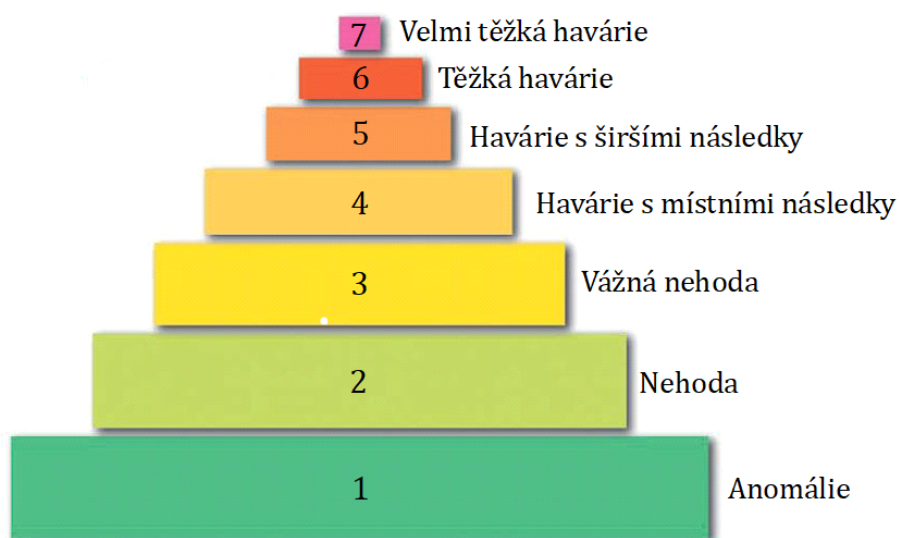 7 Velmi těžká havárie
6 Těžká havárie
5 Havárie s širšími následky
4 Havárie s místními následky
3 Vážná nehoda
2 Nehoda
1 Anomálie